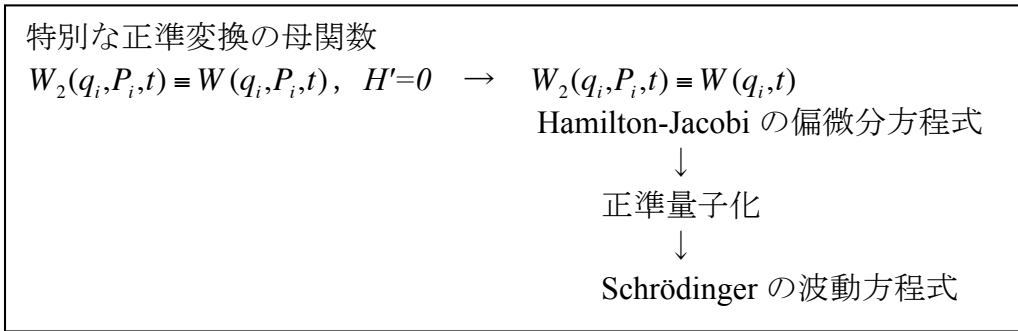 特別な正準変換の母関数
W₂(qᵢ,Pᵢ,t) ≡ W(qᵢ,Pᵢ,t), H′=0 → W₂(qᵢ,Pᵢ,t) ≡ W(qᵢ,t)
Hamilton-Jacobi の偏微分方程式
↓
正準量子化
↓
Schrödinger の波動方程式